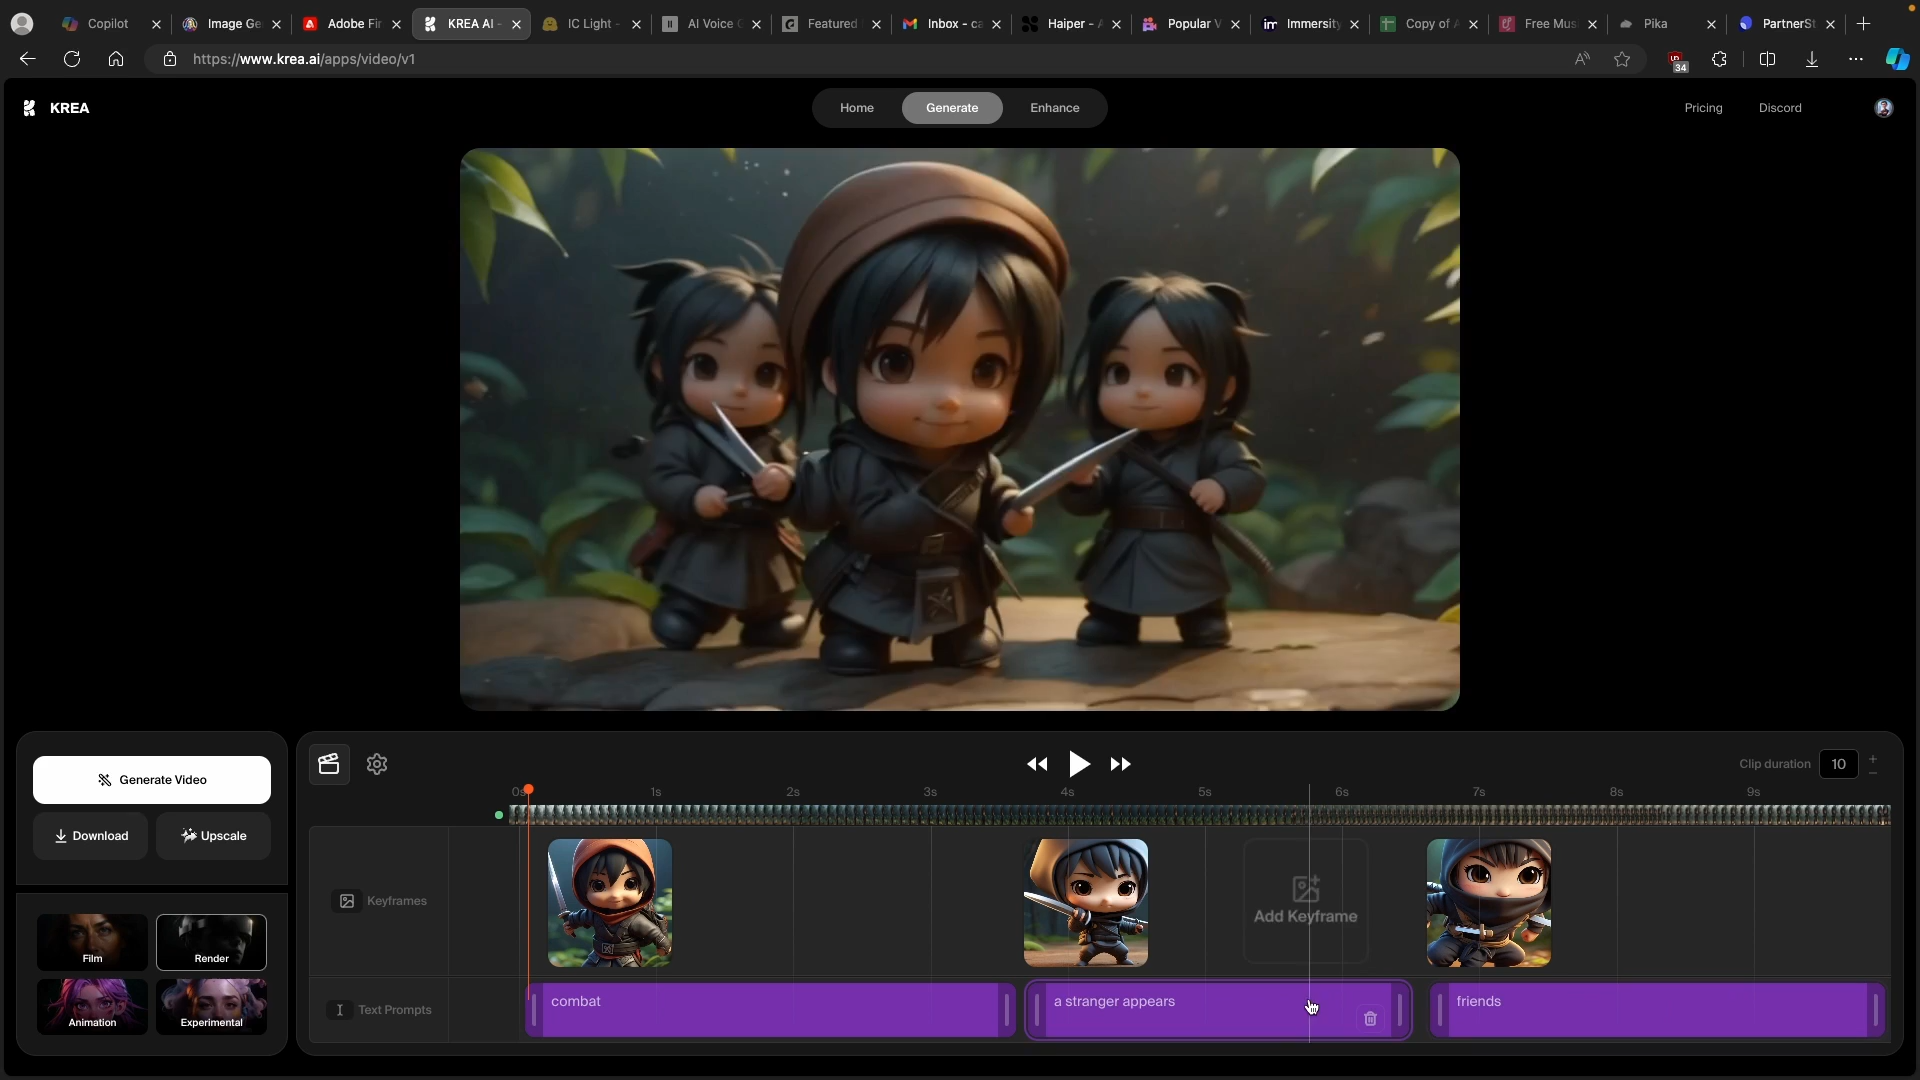 Copilot
Image Ge
Adobe Fir
KREA AI -
IC Light -
AI Voice
Featured
Inbox - ca
Haiper - A
Popular V
Immersity
Copy of A
Free Mus
Pika
PartnerSt
https://www.krea.ai/apps/video/v1
34
KREA
Home
Generate
Enhance
Pricing
Discord
Generate Video
Download
Upscale
Clip duration
10
0s
1s
2s
3s
4s
5s
6s
7s
8s
9s
Keyframes
Add Keyframe
Film
Render
Animation
Experimental
Text Prompts
combat
a stranger appears
friends